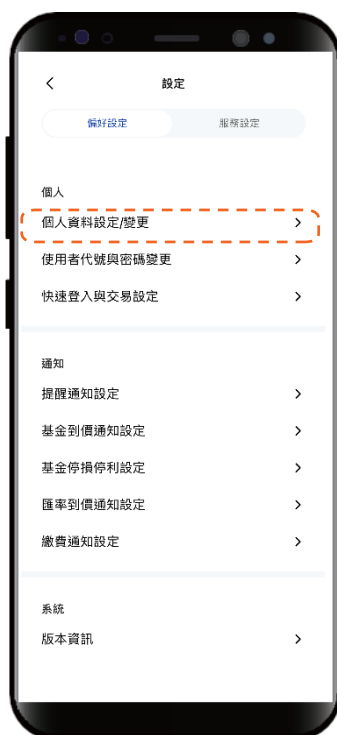 設定
偏好設定 服務設定
個人
個人資料設定/變更
使用者代號與密碼變更
快速登入與交易設定
通知
提醒通知設定
基金到價通知設定
基金停損停利設定
匯率到價通知設定
繳費通知設定
系統
版本資訊